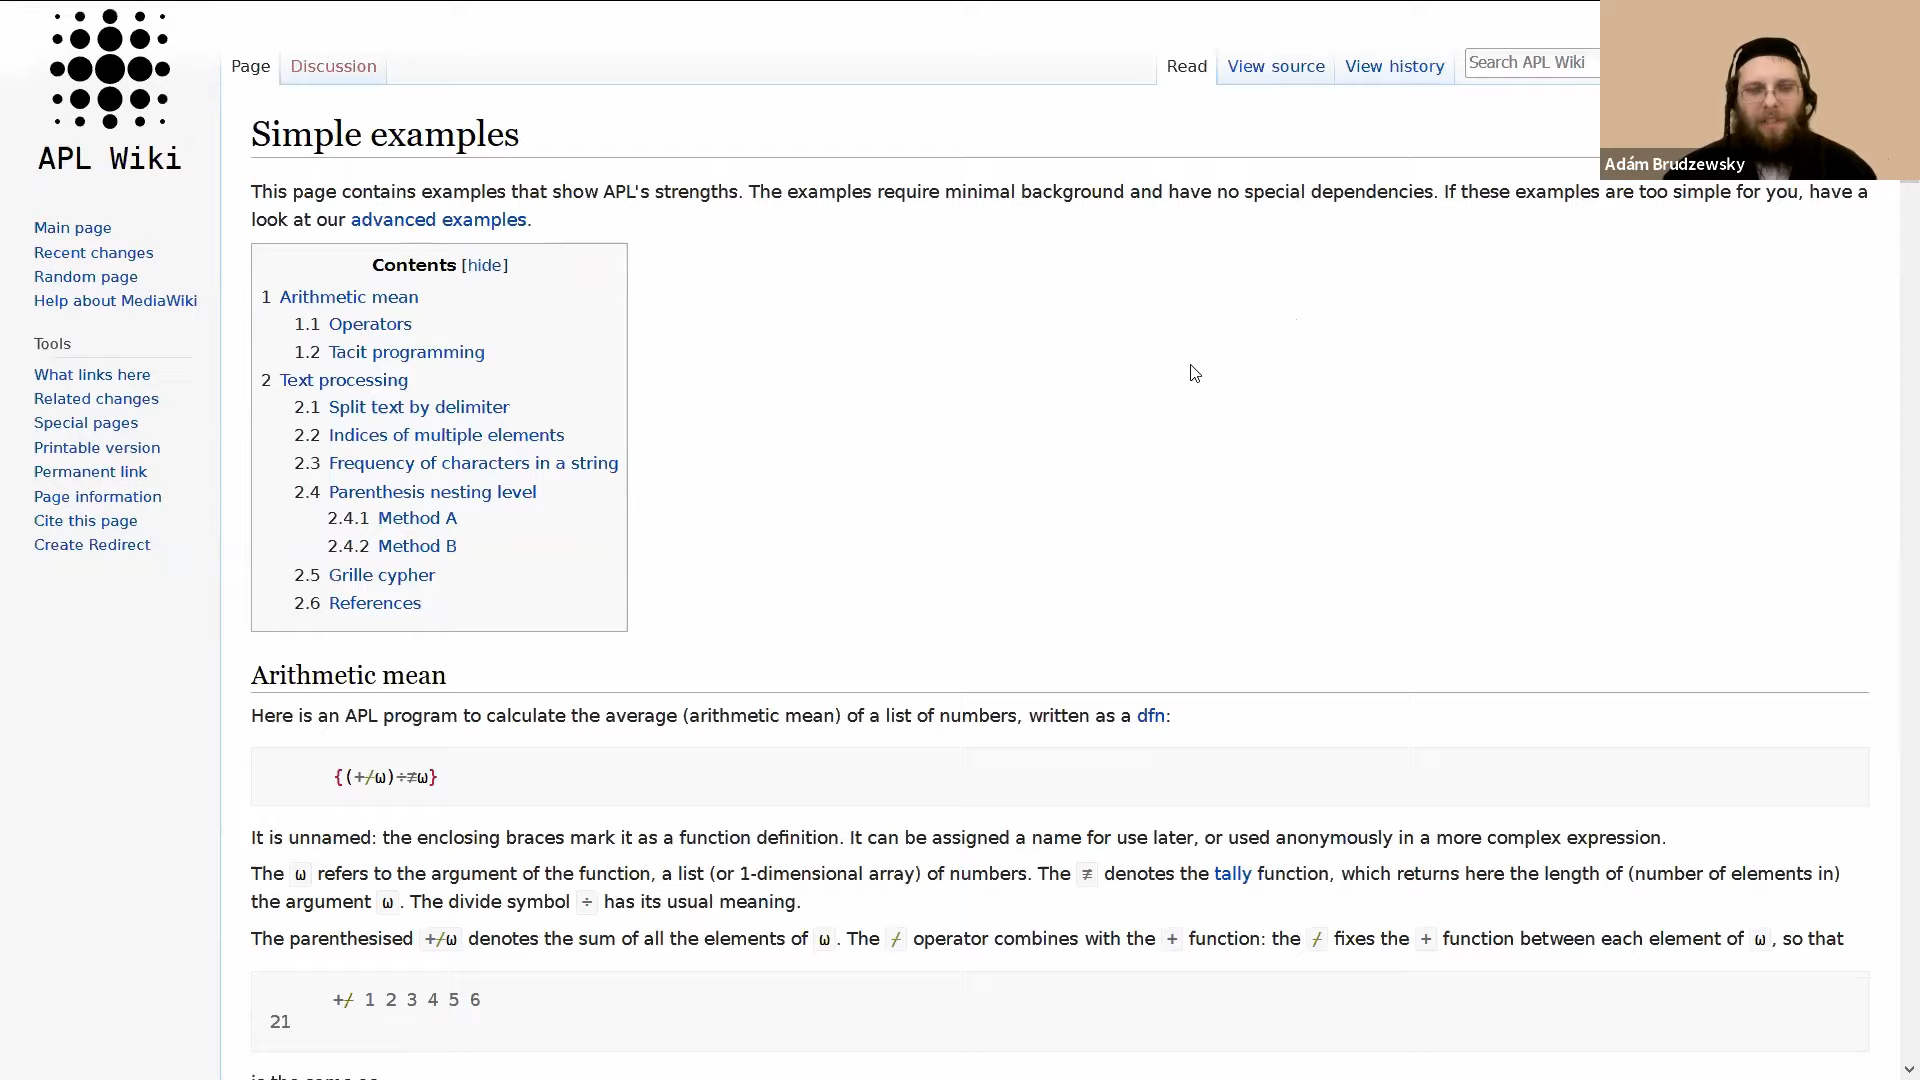 APL Wiki
Page Discussion Read View source View history Search APL Wiki
Adám Brudzewsky
Main page
Recent changes
Random page
Help about MediaWiki
Tools
What links here
Related changes
Special pages
Printable version
Permanent link
Page information
Cite this page
Create Redirect
Simple examples
This page contains examples that show APL's strengths. The examples require minimal background and have no special dependencies. If these examples are too simple for you, have a
look at our advanced examples.
Contents [hide]
1 Arithmetic mean
1.1 Operators
1.2 Tacit programming
2 Text processing
2.1 Split text by delimiter
2.2 Indices of multiple elements
2.3 Frequency of characters in a string
2.4 Parenthesis nesting level
2.4.1 Method A
2.4.2 Method B
2.5 Grille cypher
2.6 References
Arithmetic mean
Here is an APL program to calculate the average (arithmetic mean) of a list of numbers, written as a dfn:
{(+⌿⍵)÷≢⍵}
It is unnamed: the enclosing braces mark it as a function definition. It can be assigned a name for use later, or used anonymously in a more complex expression.
The ⍵ refers to the argument of the function, a list (or 1-dimensional array) of numbers. The ≢ denotes the tally function, which returns here the length of (number of elements in)
the argument ⍵. The divide symbol ÷ has its usual meaning.
The parenthesised +⌿⍵ denotes the sum of all the elements of ⍵. The ⌿ operator combines with the + function: the ⌿ fixes the + function between each element of ⍵, so that
+⌿ 1 2 3 4 5 6
21